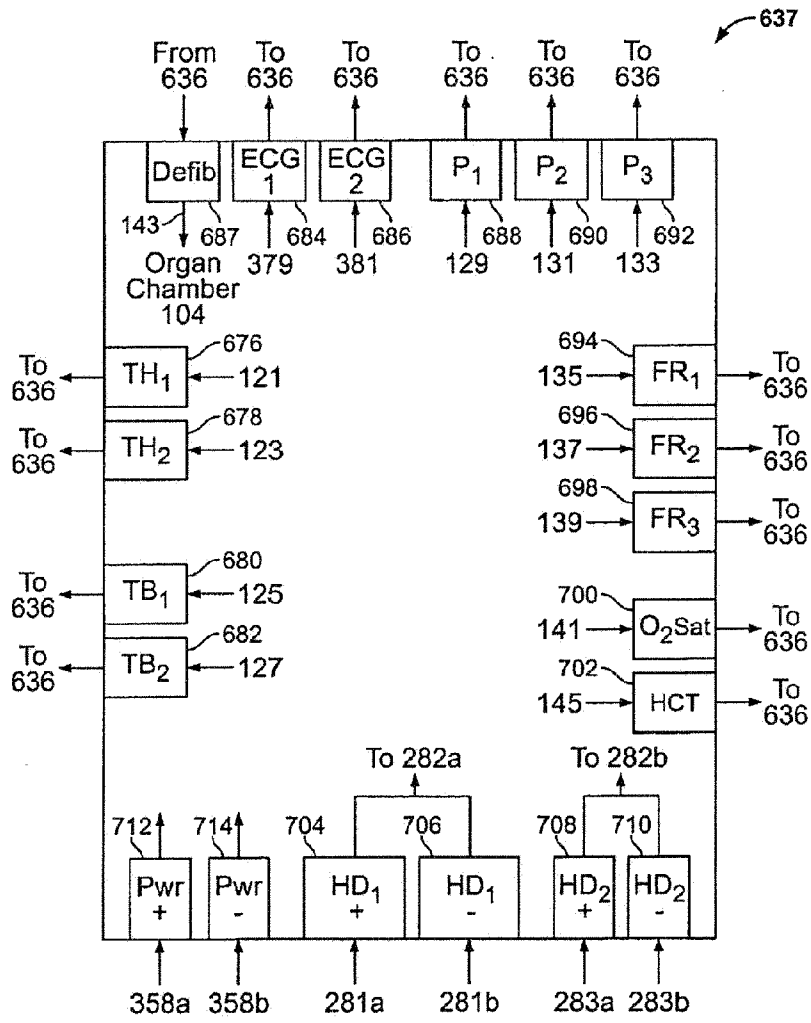 637
From 636
To 636
To 636
To 636
To 636
To 636
Defib
ECG 1
ECG 2
P1
P2
P3
143
687
684
686
688
690
692
Organ Chamber 104
379
381
129
131
133
676
To 636
TH1
121
678
To 636
TH2
123
680
To 636
TB1
125
682
To 636
TB2
127
694
135
FR1
To 636
696
137
FR2
To 636
698
139
FR3
To 636
700
141
O2Sat
To 636
702
145
HCT
To 636
To 282a
To 282b
712
714
704
706
708
710
Pwr +
Pwr -
HD1 +
HD1 -
HD2 +
HD2 -
358a
358b
281a
281b
283a
283b